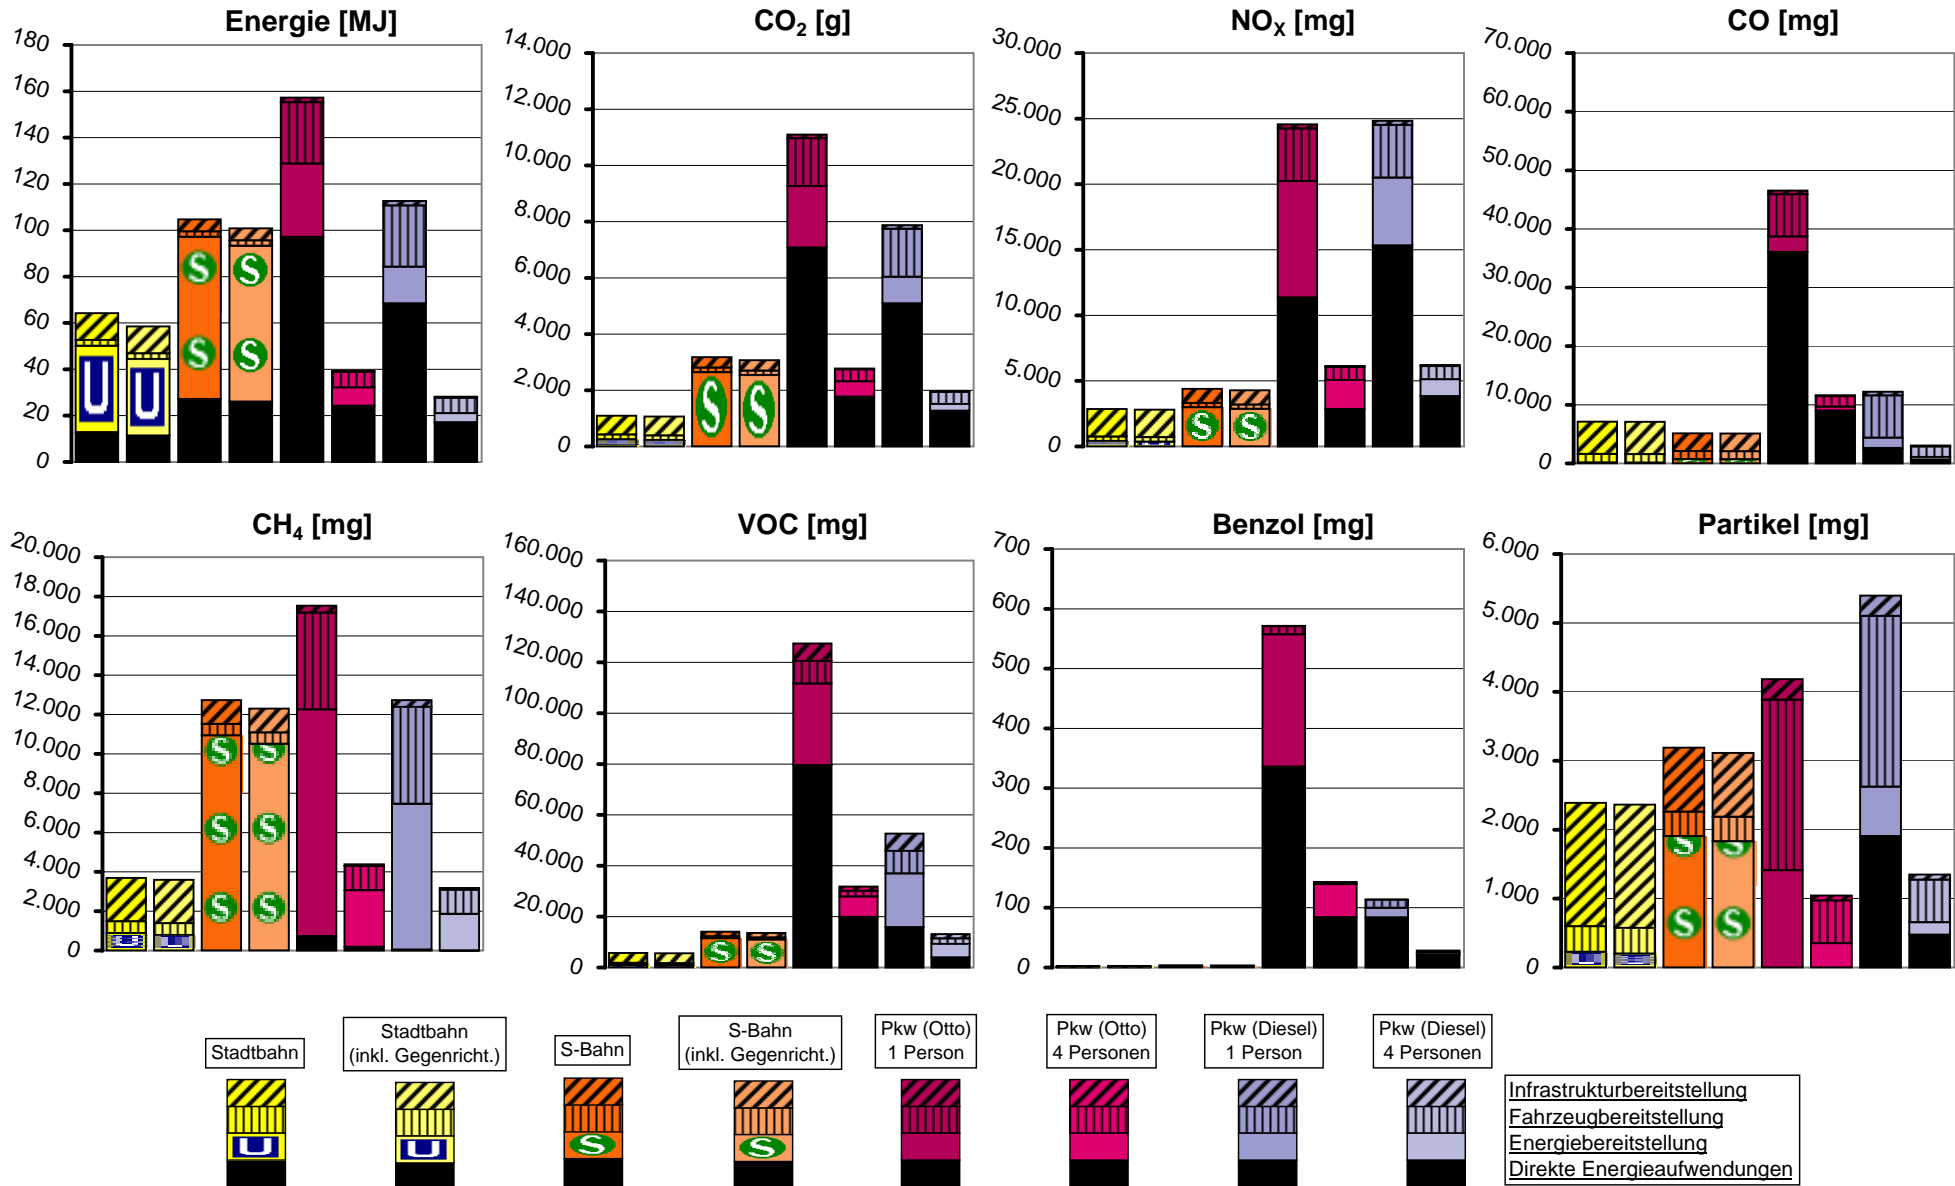 Energie [MJ]
180
160
140
120
100
80
60
40
20
0
U
U
S
S
S
S
CO₂ [g]
14.000
12.000
10.000
8.000
6.000
4.000
2.000
0
S
S
NOₓ [mg]
30.000
25.000
20.000
15.000
10.000
5.000
0
S
S
CO [mg]
70.000
60.000
50.000
40.000
30.000
20.000
10.000
0
CH₄ [mg]
20.000
18.000
16.000
14.000
12.000
10.000
8.000
6.000
4.000
2.000
0
S
S
S
S
S
S
VOC [mg]
160.000
140.000
120.000
100.000
80.000
60.000
40.000
20.000
0
S
S
Benzol [mg]
700
600
500
400
300
200
100
0
Partikel [mg]
6.000
5.000
4.000
3.000
2.000
1.000
0
S
S
S
S
Stadtbahn
U
Stadtbahn
(inkl. Gegenricht.)
U
S-Bahn
S
S-Bahn
(inkl. Gegenricht.)
S
Pkw (Otto)
1 Person
Pkw (Otto)
4 Personen
Pkw (Diesel)
1 Person
Pkw (Diesel)
4 Personen
Infrastrukturbereitstellung
Fahrzeugbereitstellung
Energiebereitstellung
Direkte Energieaufwendungen